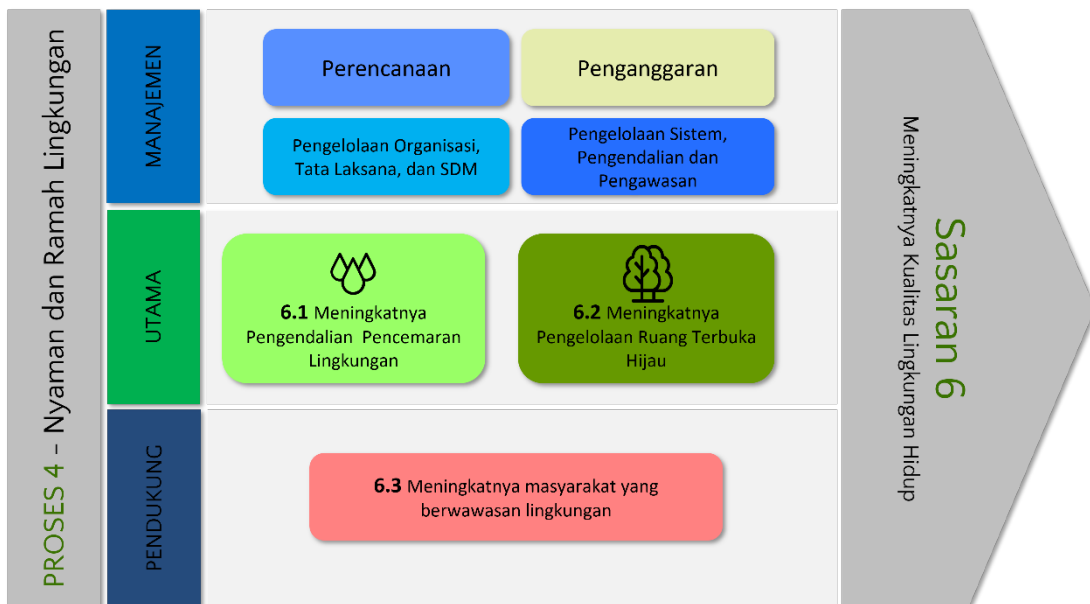 PROSES 4 – Nyaman dan Ramah Lingkungan
MANAJEMEN
Perencanaan
Penganggaran
Pengelolaan Organisasi,
Tata Laksana, dan SDM
Pengelolaan Sistem,
Pengendalian dan
Pengawasan
UTAMA
6.1 Meningkatnya
Pengendalian Pencemaran
Lingkungan
6.2 Meningkatnya
Pengelolaan Ruang Terbuka
Hijau
PENDUKUNG
6.3 Meningkatnya masyarakat yang
berwawasan lingkungan
Sasaran 6
Meningkatnya Kualitas Lingkungan Hidup